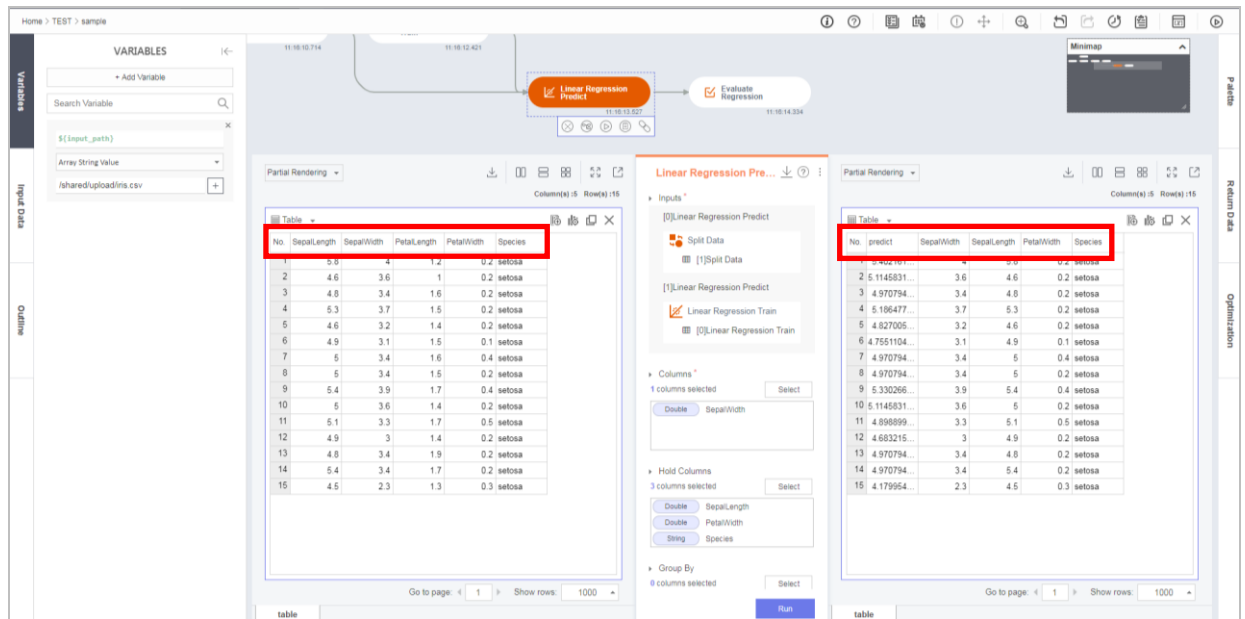 Home > TEST > sample
Variables
Input Data
Outline
VARIABLES
+ Add Variable
Search Variable
${input_path}
Array String Value
/shared/upload/iris.csv
11:18:10.714
11:18:12.421
Linear Regression
Predict
11:18:13.527
Evaluate
Regression
11:18:14.334
Minimap
Palette
Return Data
Optimization
Partial Rendering
Column(s) :5 Row(s) :15
Table
No. SepalLength SepalWidth PetalLength PetalWidth Species
1 5.8 4 1.2 0.2 setosa
2 4.6 3.6 1 0.2 setosa
3 4.8 3.4 1.6 0.2 setosa
4 5.3 3.7 1.5 0.2 setosa
5 4.6 3.2 1.4 0.2 setosa
6 4.9 3.1 1.5 0.1 setosa
7 5 3.4 1.6 0.4 setosa
8 5 3.4 1.5 0.2 setosa
9 5.4 3.9 1.7 0.4 setosa
10 5 3.6 1.4 0.2 setosa
11 5.1 3.3 1.7 0.5 setosa
12 4.9 3 1.4 0.2 setosa
13 4.8 3.4 1.9 0.2 setosa
14 5.4 3.4 1.7 0.2 setosa
15 4.5 2.3 1.3 0.3 setosa
Go to page: 1 Show rows: 1000
table
Linear Regression Pre...
Inputs *
[0]Linear Regression Predict
Split Data
[1]Split Data
[1]Linear Regression Predict
Linear Regression Train
[0]Linear Regression Train
Columns *
1 columns selected Select
Double SepalWidth
Hold Columns
3 columns selected Select
Double SepalLength
Double PetalWidth
String Species
Group By
0 columns selected Select
Run
Partial Rendering
Column(s) :5 Row(s) :15
Table
No. predict SepalWidth SepalLength PetalWidth Species
1 5.402161... 4 5.8 0.2 setosa
2 5.1145831... 3.6 4.6 0.2 setosa
3 4.970794... 3.4 4.8 0.2 setosa
4 5.186477... 3.7 5.3 0.2 setosa
5 4.827005... 3.2 4.6 0.2 setosa
6 4.7551104... 3.1 4.9 0.1 setosa
7 4.970794... 3.4 5 0.4 setosa
8 4.970794... 3.4 5 0.2 setosa
9 5.330266... 3.9 5.4 0.4 setosa
10 5.1145831... 3.6 5 0.2 setosa
11 4.898899... 3.3 5.1 0.5 setosa
12 4.683215... 3 4.9 0.2 setosa
13 4.970794... 3.4 4.8 0.2 setosa
14 4.970794... 3.4 5.4 0.2 setosa
15 4.179954... 2.3 4.5 0.3 setosa
Go to page: 1 Show rows: 1000
table